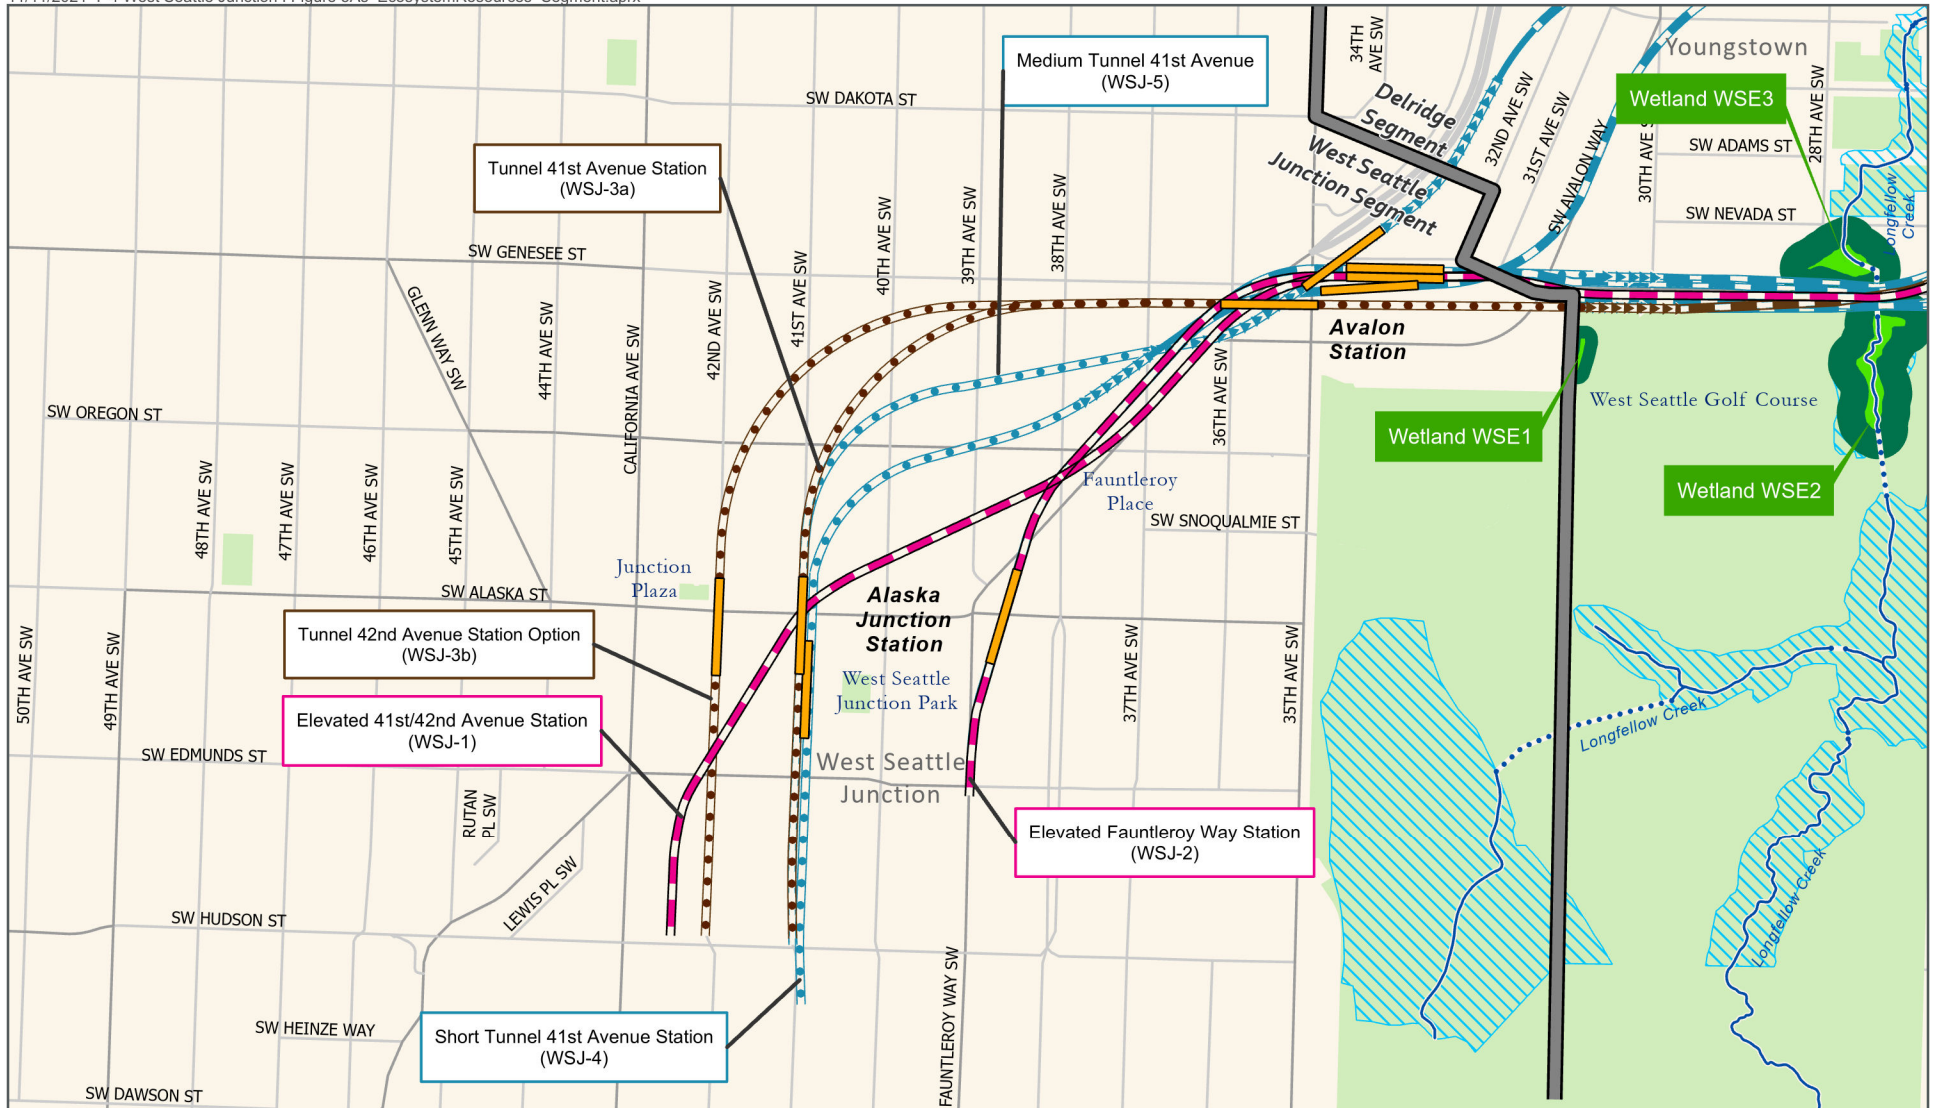 SW DAKOTA ST
Medium Tunnel 41st Avenue
(WSJ-5)
34TH
AVE SW
Youngstown
Wetland WSE3
28TH AVE SW
Delridge
Segment
West Seattle
Junction Segment
32ND AVE SW
31ST AVE SW
SW AVALON WAY
SW ADAMS ST
SW NEVADA ST
Longfellow
Creek
Tunnel 41st Avenue Station
(WSJ-3a)
SW GENESEE ST
GLENN WAY SW
44TH AVE SW
CALIFORNIA AVE SW
42ND AVE SW
41ST AVE SW
40TH AVE SW
39TH AVE SW
38TH AVE SW
36TH AVE SW
Avalon
Station
West Seattle Golf Course
Wetland WSE1
Wetland WSE2
SW OREGON ST
48TH AVE SW
47TH AVE SW
46TH AVE SW
45TH AVE SW
Fauntleroy
Place
SW SNOQUALMIE ST
Junction
Plaza
SW ALASKA ST
Alaska
Junction
Station
Tunnel 42nd Avenue Station Option
(WSJ-3b)
50TH AVE SW
49TH AVE SW
West Seattle
Junction Park
37TH AVE SW
35TH AVE SW
Elevated 41st/42nd Avenue Station
(WSJ-1)
SW EDMUNDS ST
West Seattle
Junction
Longfellow Creek
RUTAN
PL SW
LEWIS PL SW
Elevated Fauntleroy Way Station
(WSJ-2)
Longfellow Creek
SW HUDSON ST
FAUNTLEROY WAY SW
SW HEINZE WAY
Short Tunnel 41st Avenue Station
(WSJ-4)
SW DAWSON ST